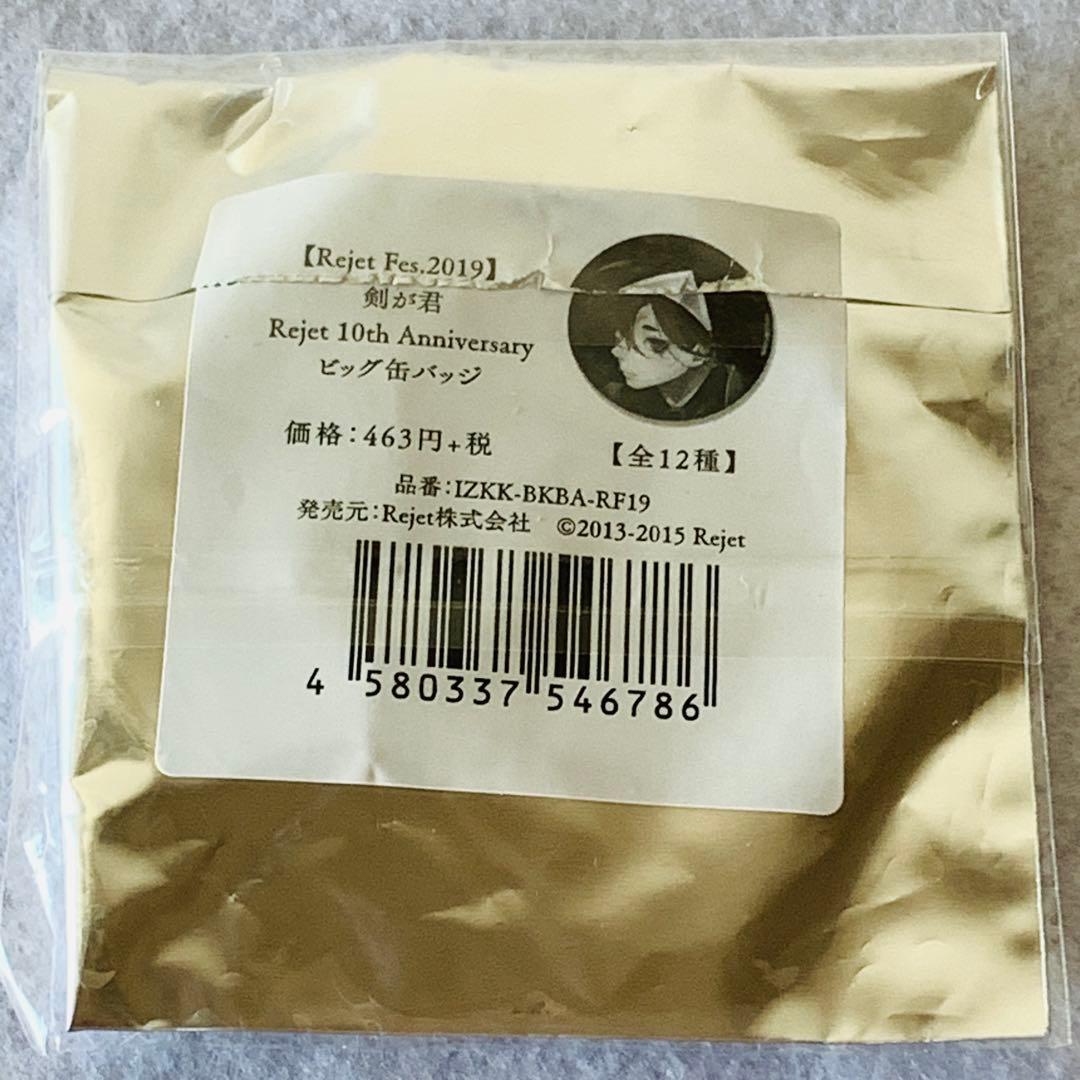 【Rejet Fes.2019】
剣が君
Rejet 10th Anniversary
ビッグ缶バッジ
価格:463円+税
【全12種】
品番:IZKK-BKBA-RF19
発売元:Rejet株式会社 ©2013-2015 Rejet
4 580337 546786